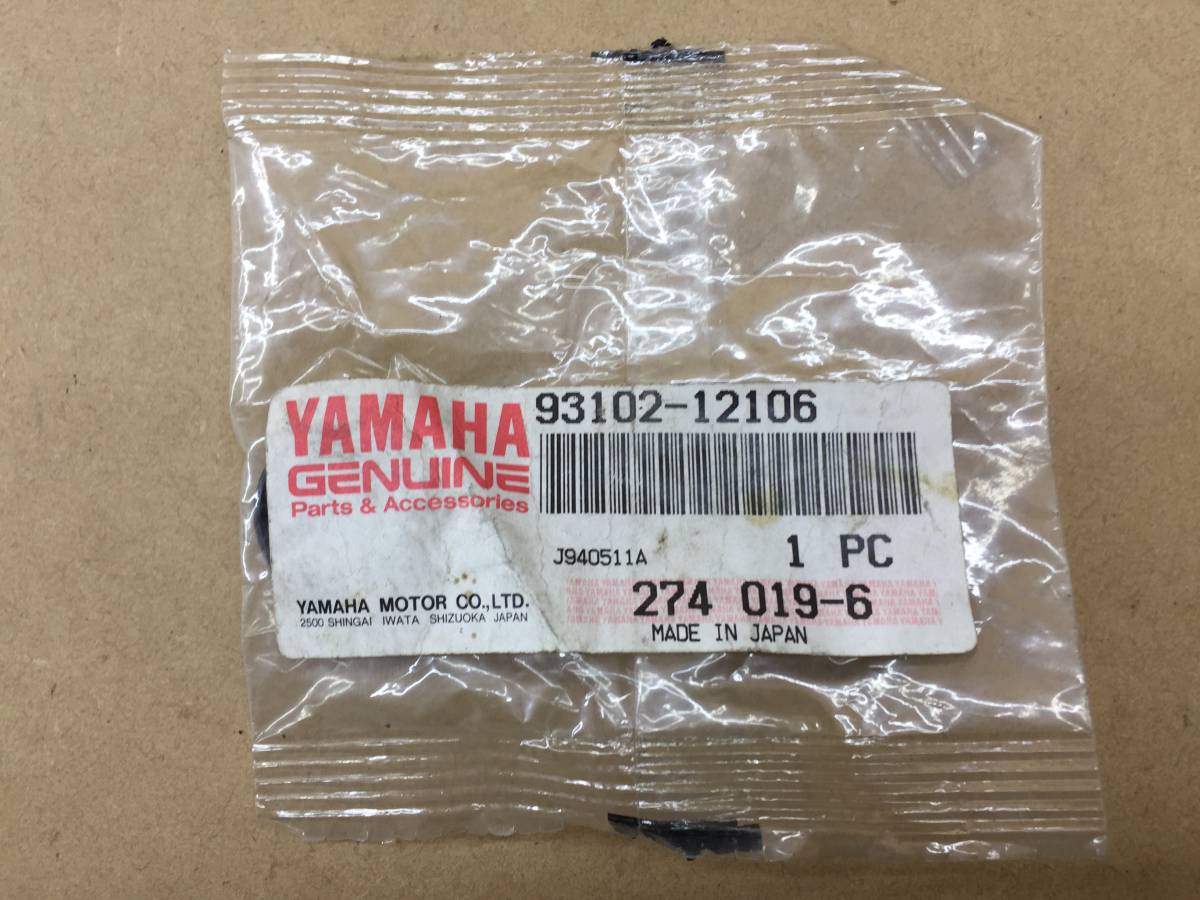 YAMAHA
GENUINE
Parts & Accessories
93102-12106
J940511A
1 PC
274 019-6
MADE IN JAPAN
YAMAHA MOTOR CO.,LTD.
2500 SHINGAI IWATA SHIZUOKA JAPAN